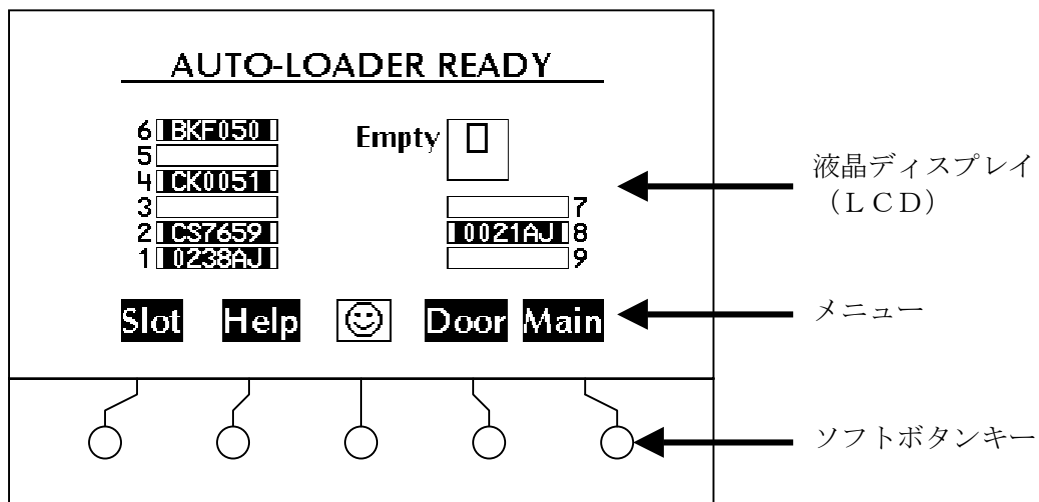 AUTO-LOADER READY
6 BKF050
5
4 CK0051
3
2 CS7659
1 0238AJ
Empty
7
0021AJ 8
9
Slot Help Door Main
液晶ディスプレイ
（ＬＣＤ）
メニュー
ソフトボタンキー